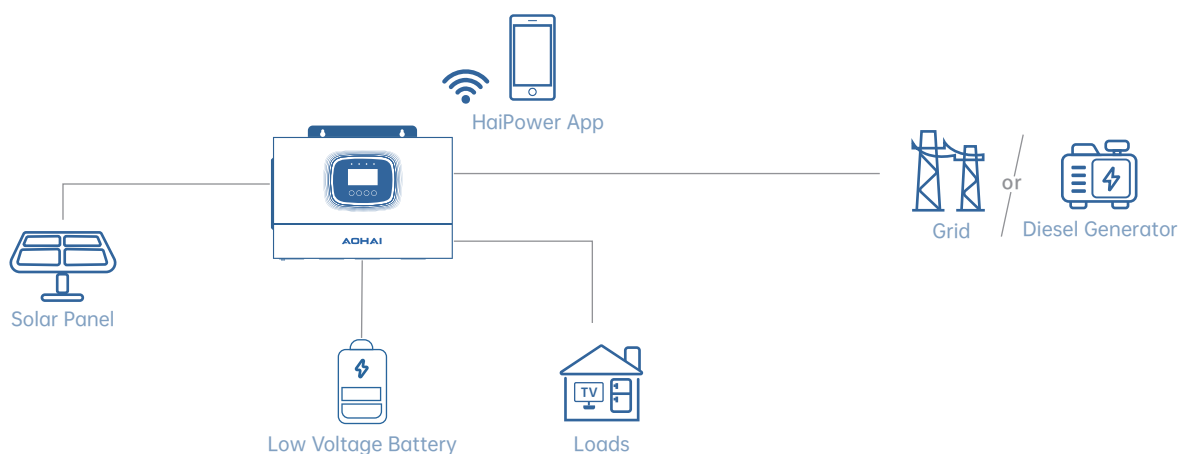 HaiPower App
or
Grid
Diesel Generator
AOHAI
Solar Panel
TV
Low Voltage Battery
Loads